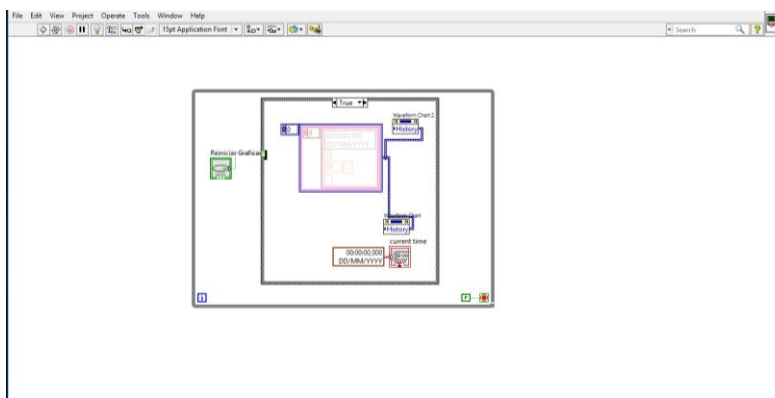 File Edit View Project Operate Tools Window Help
15pt Application Font
Search
True
Waveform Chart 2
History
0
0
00:00:00,000
DD/MM/YYYY
Reiniciar Graficas
Waveform Chart
History
current time
00:00:00,000
DD/MM/YYYY
i
F